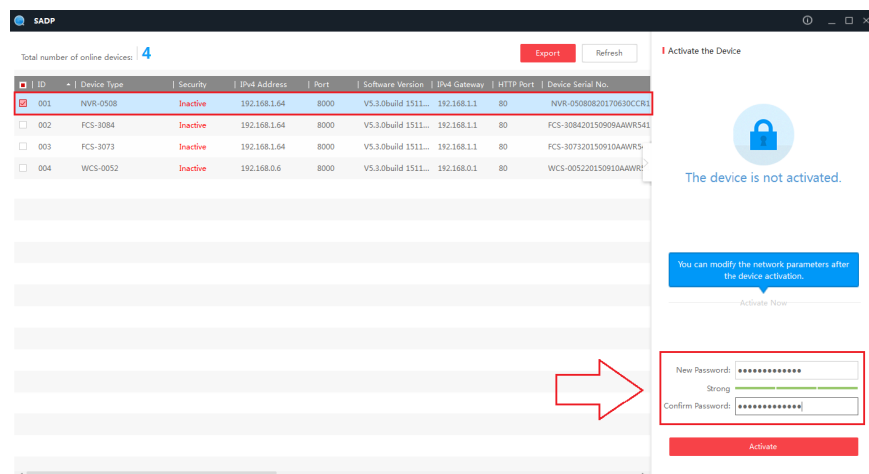 SADP
Total number of online devices: 4
Export
Refresh
ID Device Type Security IPv4 Address Port Software Version IPv4 Gateway HTTP Port Device Serial No.
001 NVR-0508 Inactive 192.168.1.64 8000 V5.3.0build 1511... 192.168.1.1 80 NVR-05080820170630CCR1
002 FCS-3084 Inactive 192.168.1.64 8000 V5.3.0build 1511... 192.168.1.1 80 FCS-308420150909AAWR541
003 FCS-3073 Inactive 192.168.1.64 8000 V5.3.0build 1511... 192.168.1.1 80 FCS-307320150910AAWR5
004 WCS-0052 Inactive 192.168.0.6 8000 V5.3.0build 1511... 192.168.0.1 80 WCS-005220150910AAWR5
Activate the Device
The device is not activated.
You can modify the network parameters after
the device activation.
Activate Now
New Password: ●●●●●●●●●●●●●
Strong
Confirm Password: ●●●●●●●●●●●●●
Activate